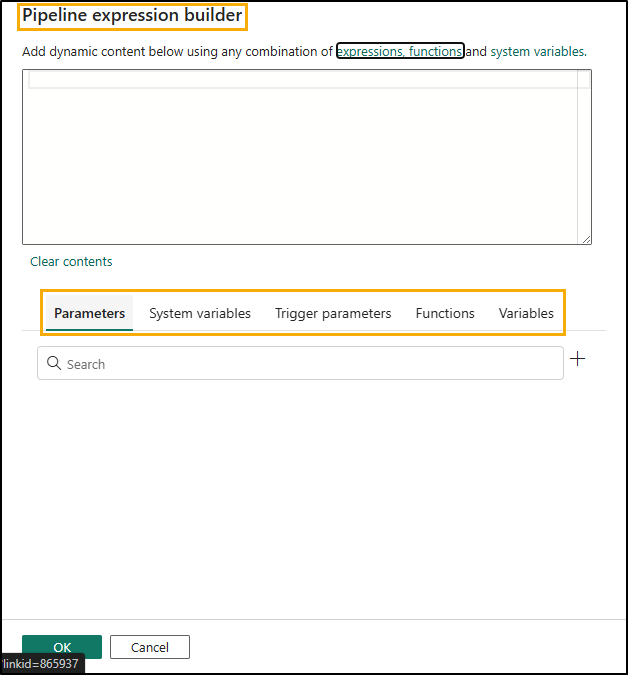 Pipeline expression builder
Add dynamic content below using any combination of expressions, functions and system variables.
Clear contents
Parameters System variables Trigger parameters Functions Variables
Search
OK Cancel
linkid=865937